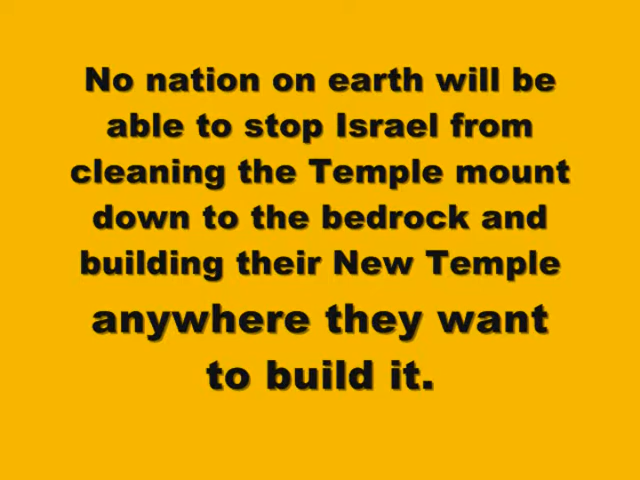 No nation on earth will be
able to stop Israel from
cleaning the Temple mount
down to the bedrock and
building their New Temple
anywhere they want
to build it.